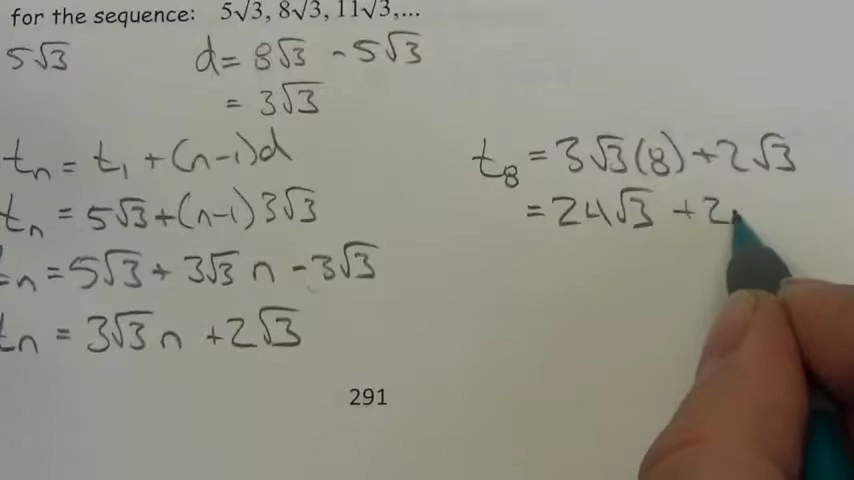 for the sequence: 5√3, 8√3, 11√3,...
5√3
d = 8√3 - 5√3
= 3√3
tn = t1 + (n-1)d
tn = 5√3 + (n-1) 3√3
tn = 5√3 + 3√3 n - 3√3
tn = 3√3 n + 2√3
t8 = 3√3 (8) + 2√3
= 24√3 + 2
291